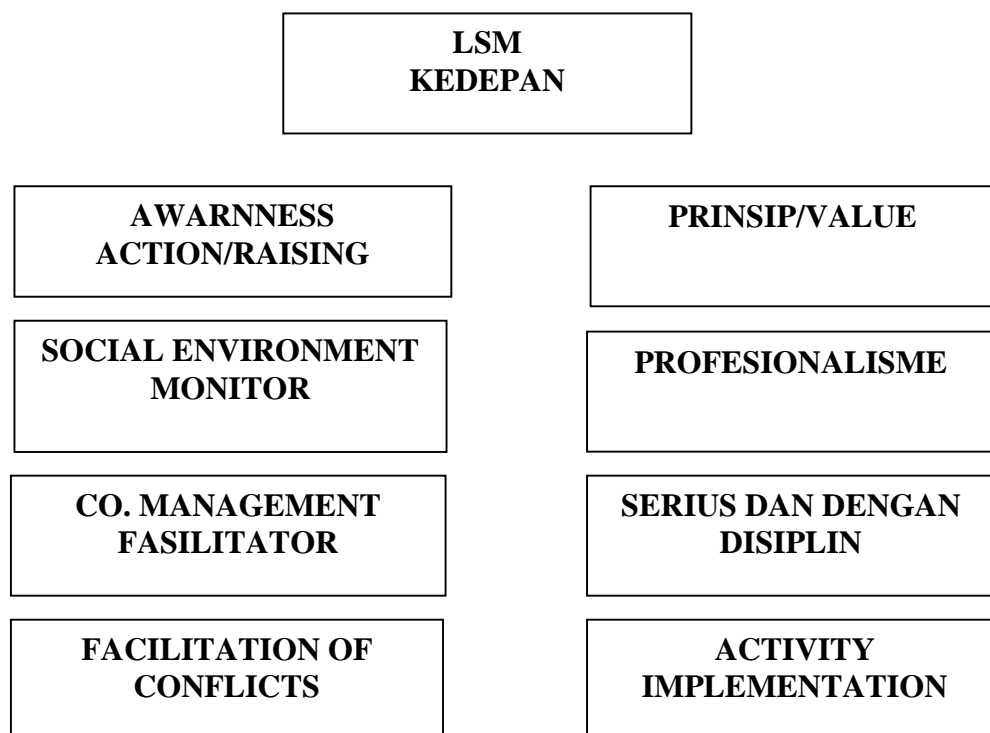 LSM
KEDEPAN
AWARNNESS
ACTION/RAISING
PRINSIP/VALUE
SOCIAL ENVIRONMENT
MONITOR
PROFESIONALISME
CO. MANAGEMENT
FASILITATOR
SERIUS DAN DENGAN
DISIPLIN
FACILITATION OF
CONFLICTS
ACTIVITY
IMPLEMENTATION